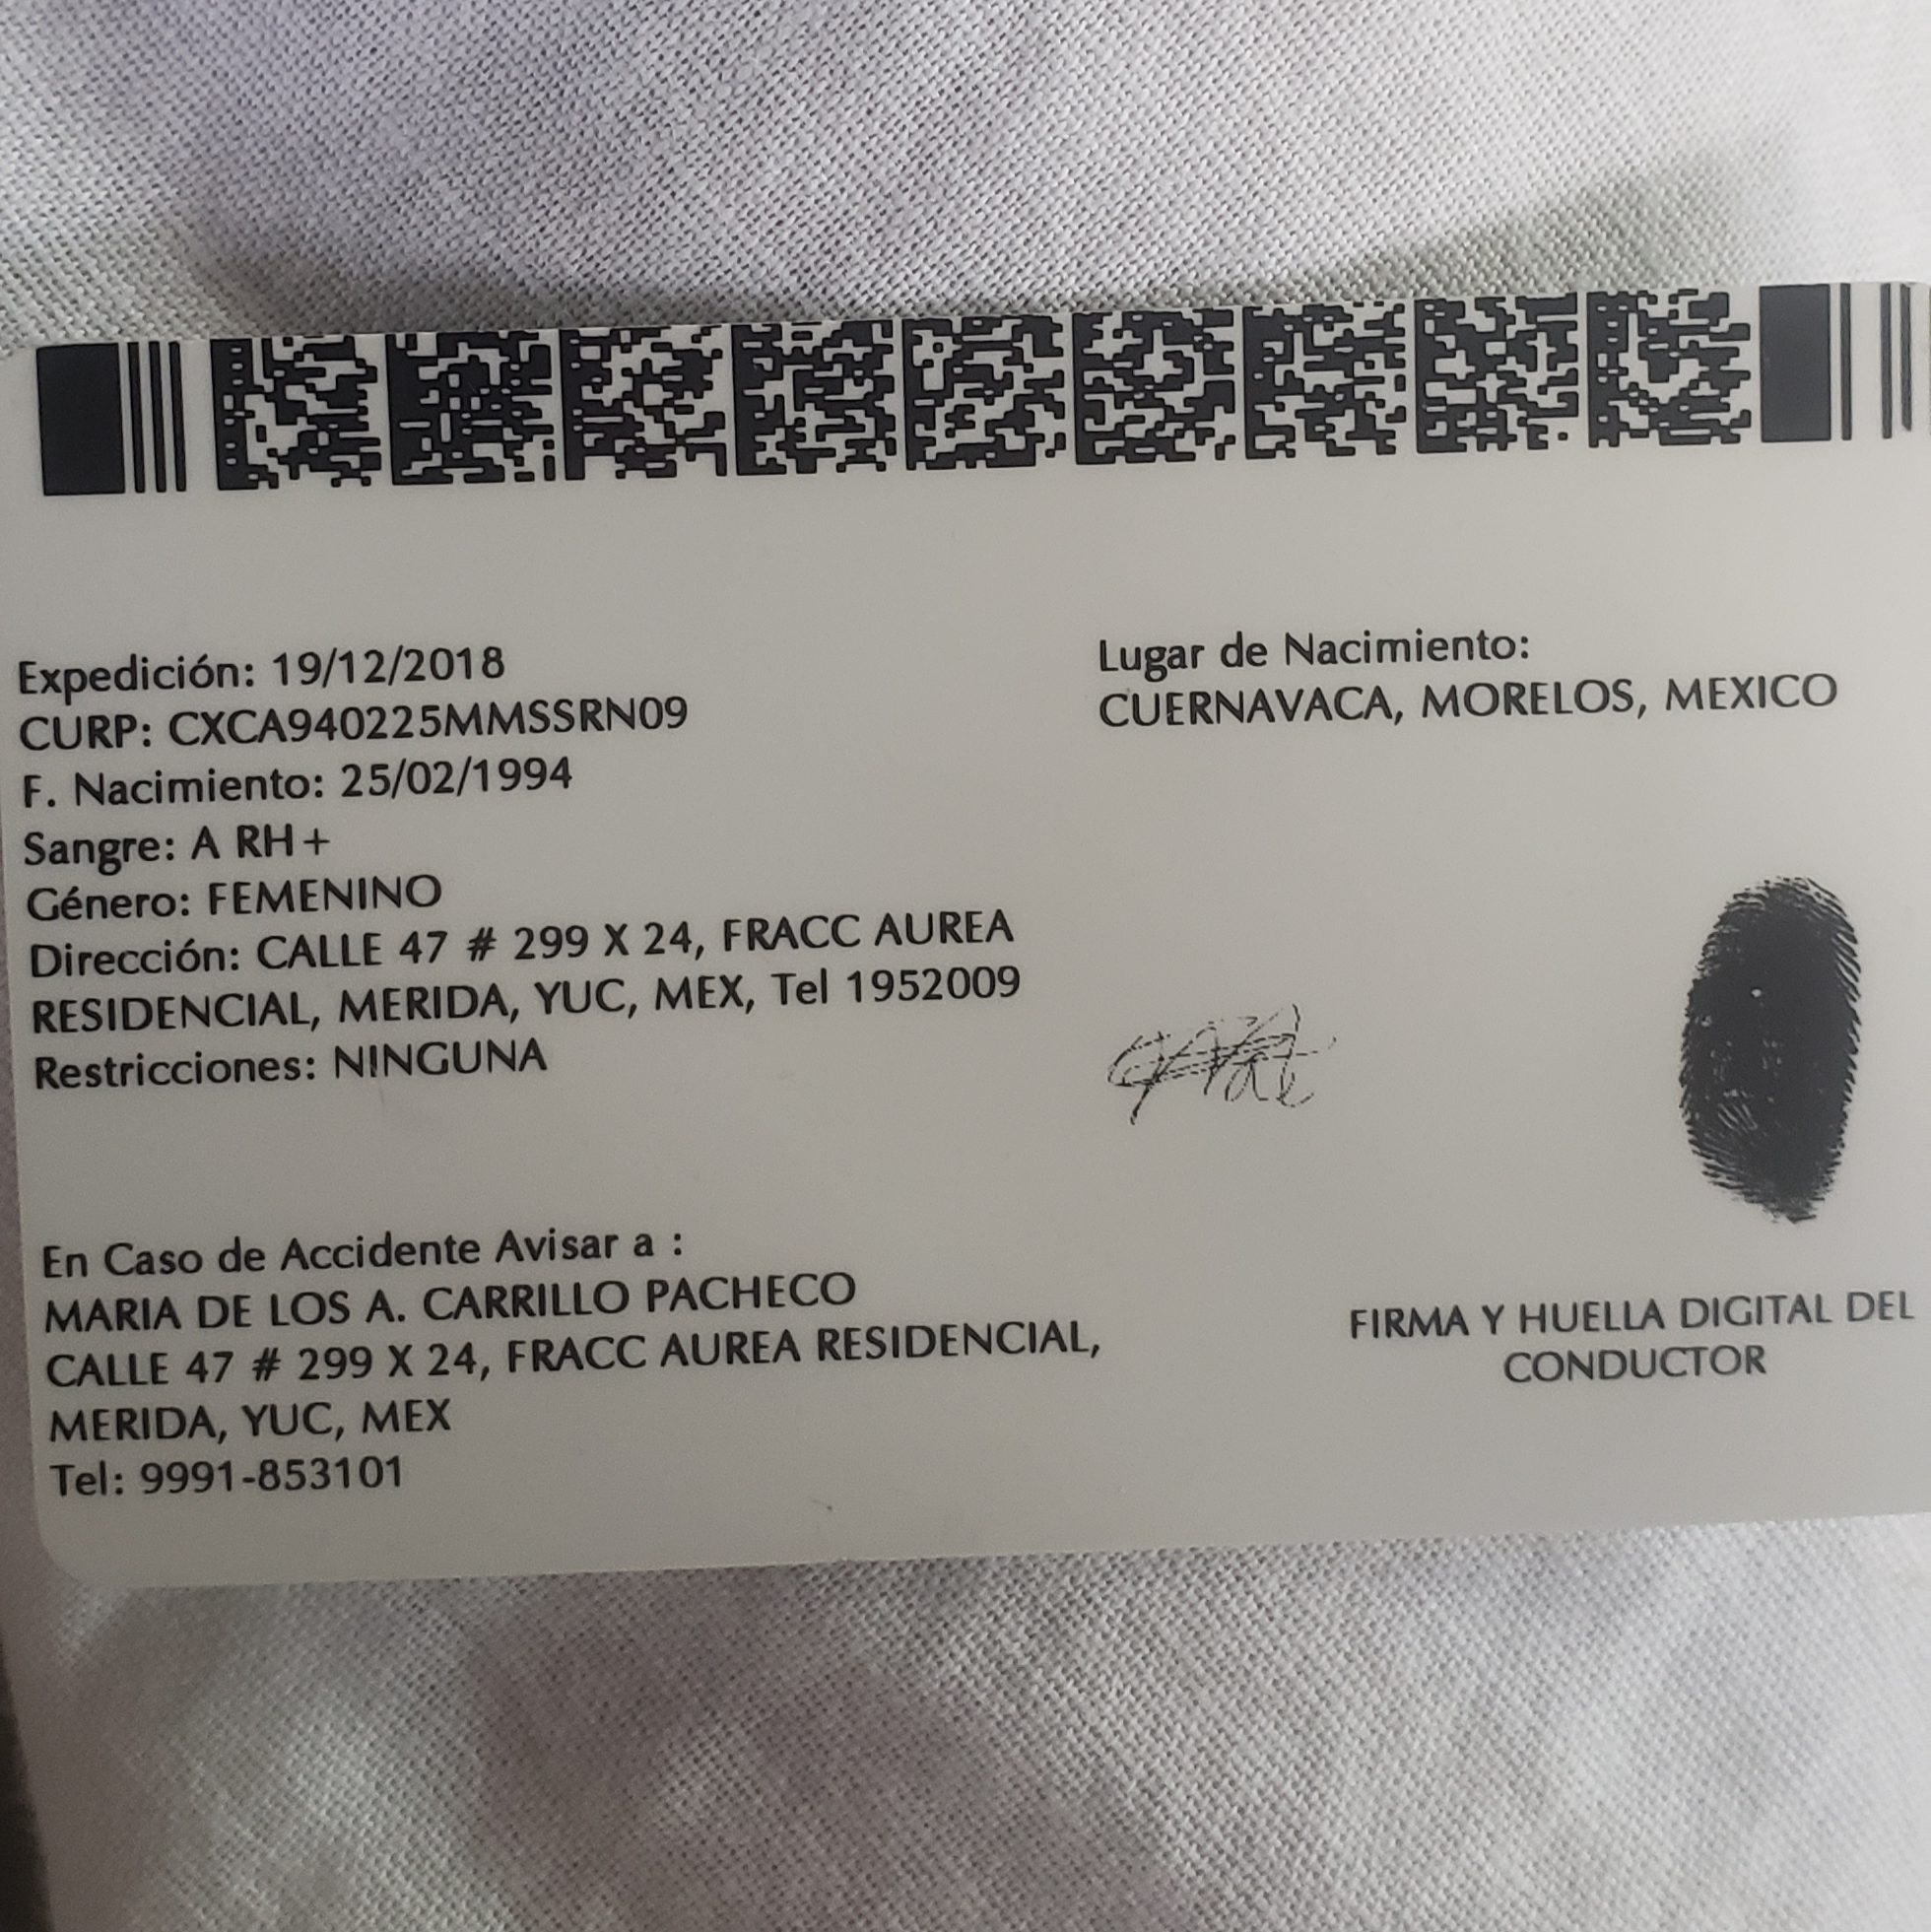 Expedición: 19/12/2018
CURP: CXCA940225MMSSRN09
F. Nacimiento: 25/02/1994
Sangre: A RH+
Género: FEMENINO
Dirección: CALLE 47 # 299 X 24, FRACC AUREA
RESIDENCIAL, MERIDA, YUC, MEX, Tel 1952009
Restricciones: NINGUNA
Lugar de Nacimiento:
CUERNAVACA, MORELOS, MEXICO
En Caso de Accidente Avisar a :
MARIA DE LOS A. CARRILLO PACHECO
CALLE 47 # 299 X 24, FRACC AUREA RESIDENCIAL,
MERIDA, YUC, MEX
Tel: 9991-853101
FIRMA Y HUELLA DIGITAL DEL
CONDUCTOR